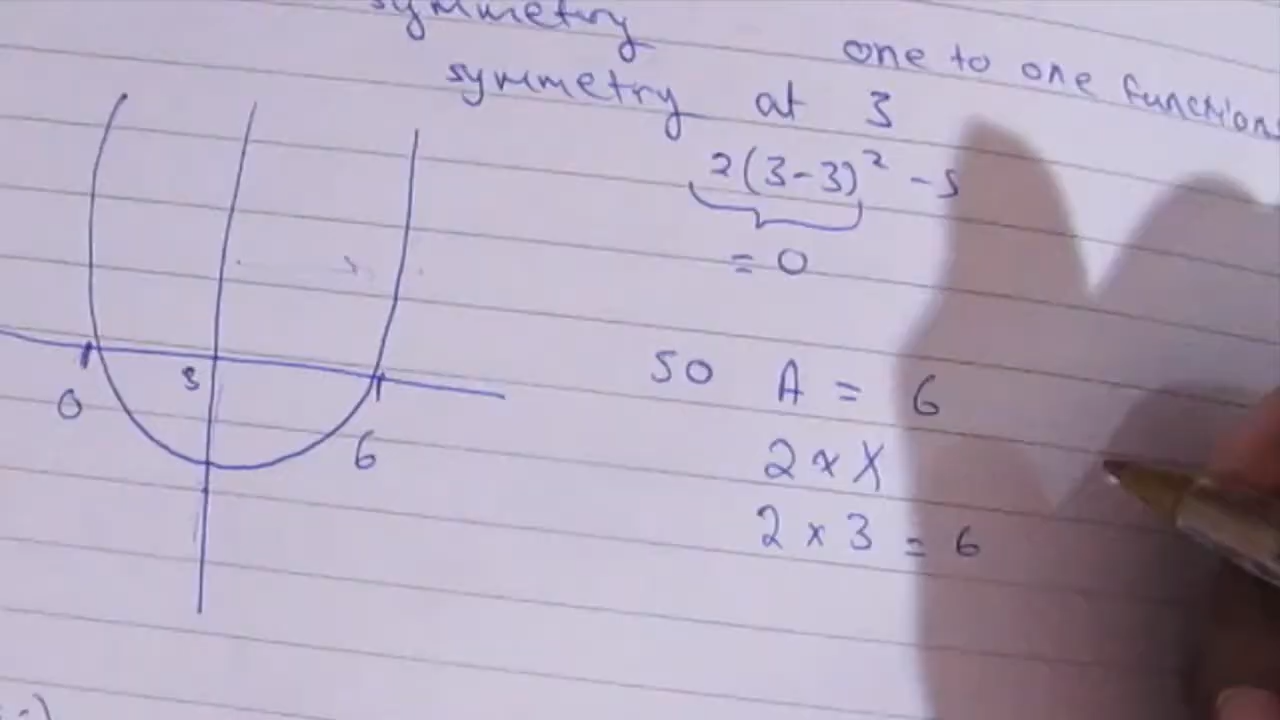 symmetry
one to one function
symmetry at 3
2(3-3)² - 5
= 0
so A = 6
2 × X
2 × 3 = 6
0
3
6